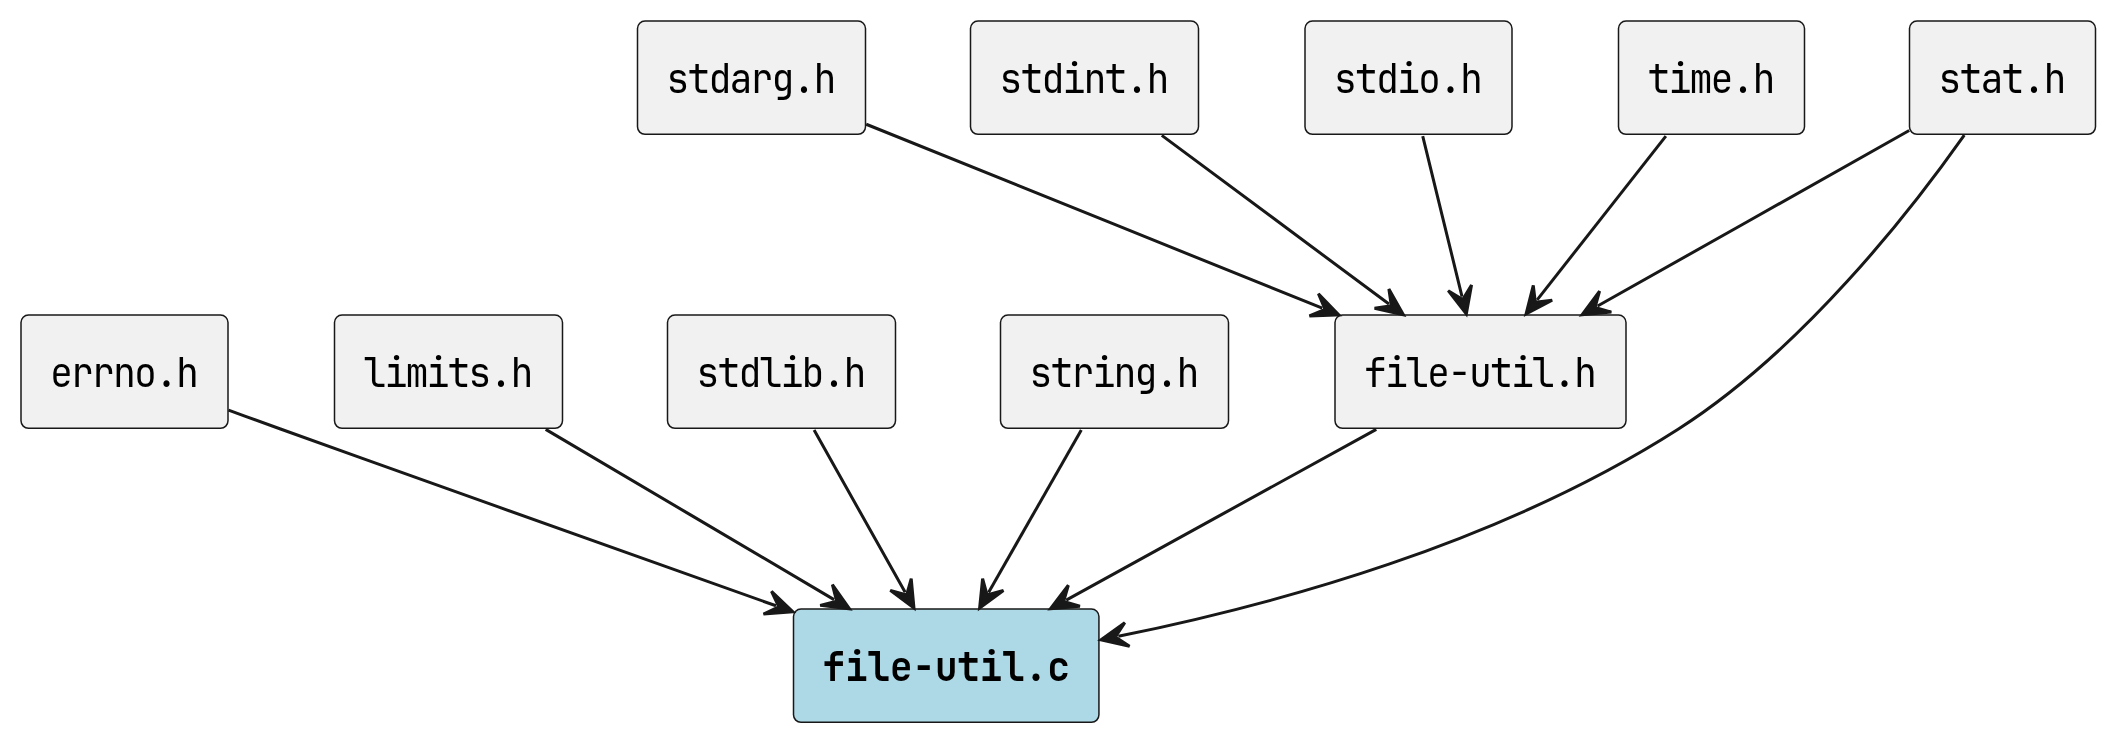 stdarg.h
stdint.h
stdio.h
time.h
stat.h
errno.h
limits.h
stdlib.h
string.h
file-util.h
file-util.c